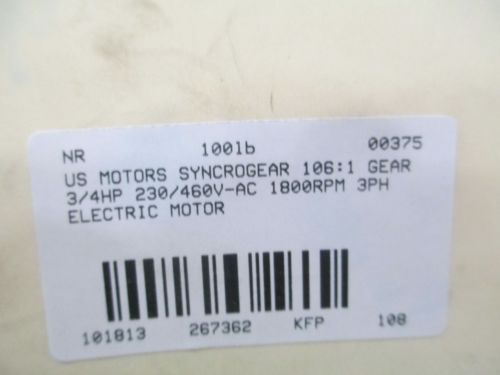 NR 1001b 00375
US MOTORS SYNCROGEAR 106:1 GEAR
3/4HP 230/460V-AC 1800RPM 3PH
ELECTRIC MOTOR
101813 267362 KFP 108